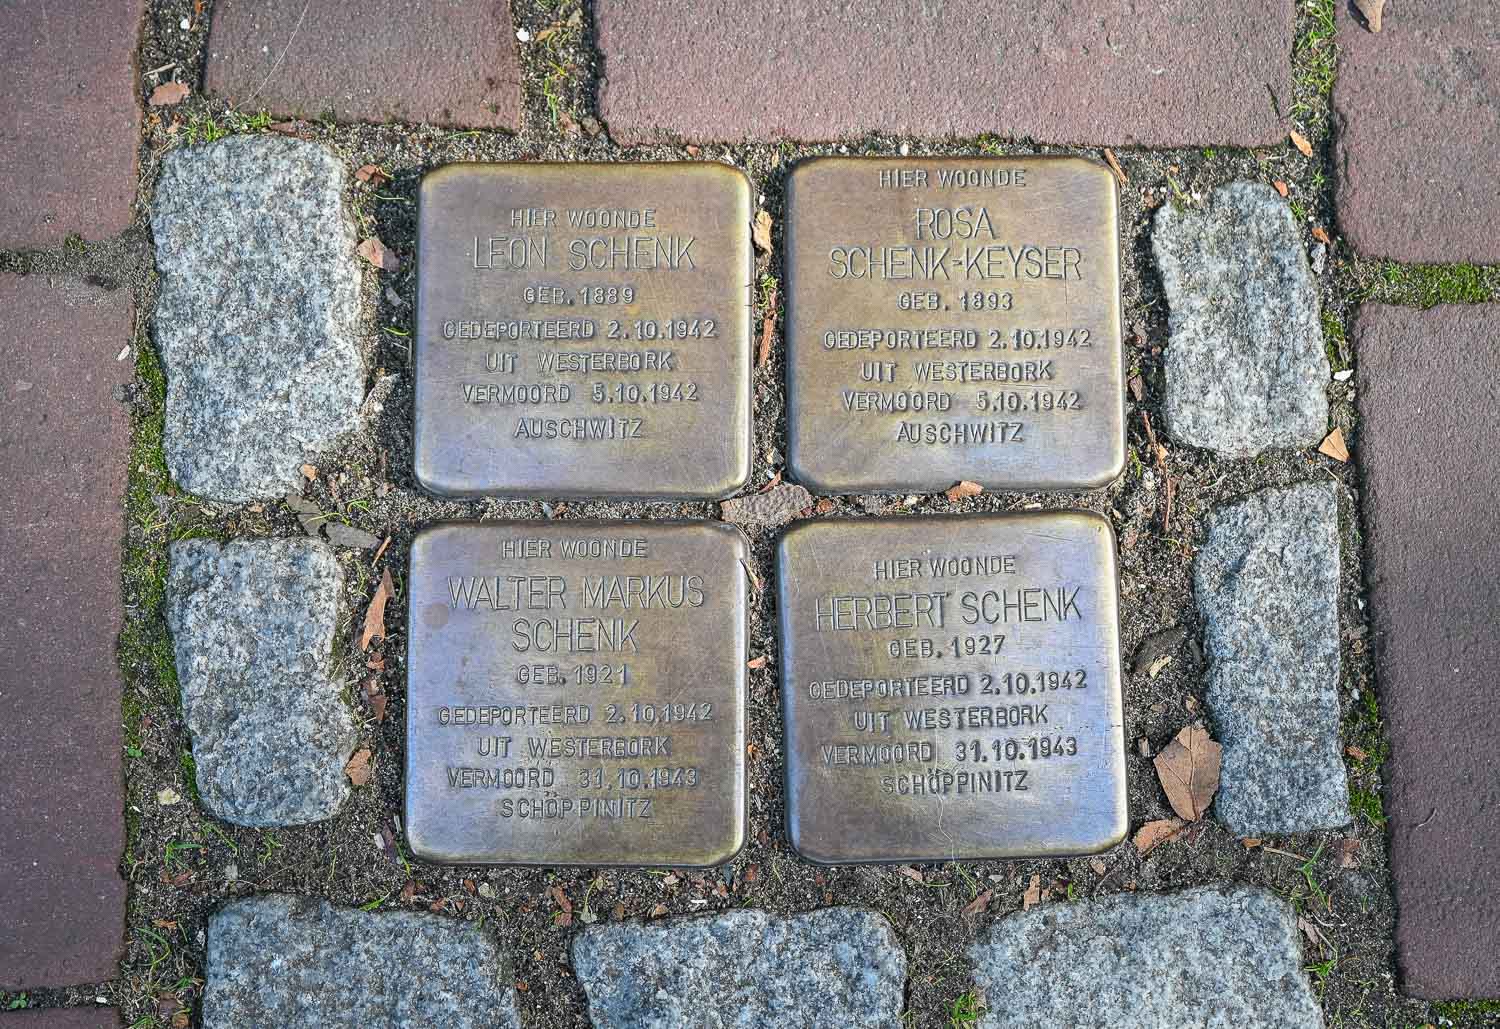 HIER WOONDE
LEON SCHENK
GEB. 1889
GEDEPORTEERD 2.10.1942
UIT WESTERBORK
VERMOORD 5.10.1942
AUSCHWITZ
HIER WOONDE
ROSA
SCHENK-KEYSER
GEB. 1893
GEDEPORTEERD 2.10.1942
UIT WESTERBORK
VERMOORD 5.10.1942
AUSCHWITZ
HIER WOONDE
WALTER MARKUS
SCHENK
GEB. 1921
GEDEPORTEERD 2.10.1942
UIT WESTERBORK
VERMOORD 31.10.1943
SCHÖPPINITZ
HIER WOONDE
HERBERT SCHENK
GEB. 1927
GEDEPORTEERD 2.10.1942
UIT WESTERBORK
VERMOORD 31.10.1943
SCHÖPPINITZ